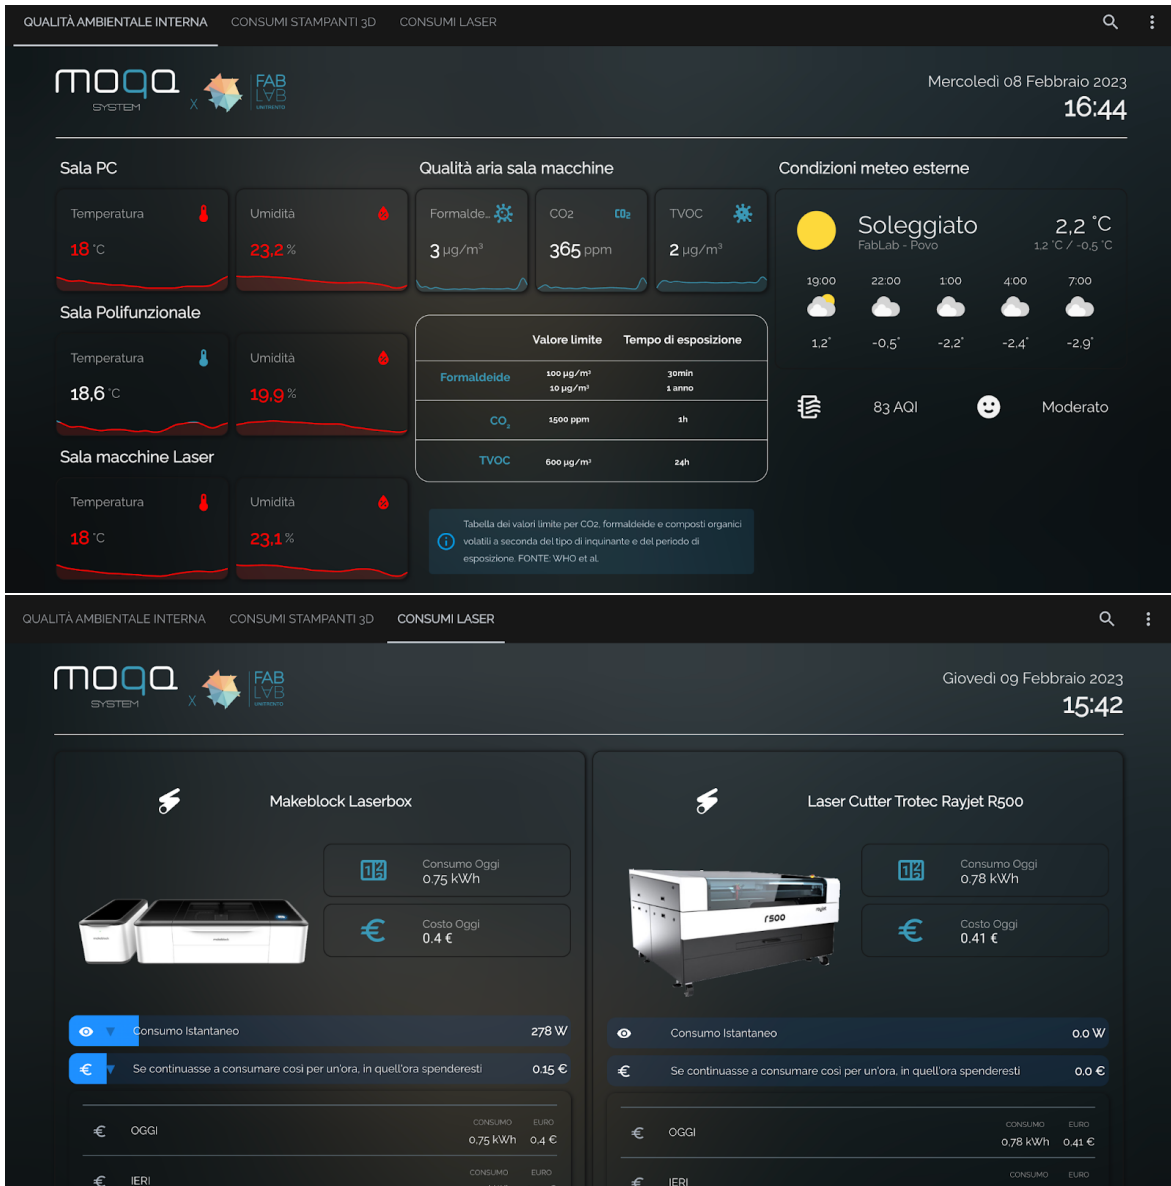 QUALITÀ AMBIENTALE INTERNA CONSUMI STAMPANTI 3D CONSUMI LASER
moqa SYSTEM x FAB LAB UNITRENTO
Mercoledì 08 Febbraio 2023
16:44
Sala PC
Temperatura
18 °C
Umidità
23,2 %
Sala Polifunzionale
Temperatura
18,6 °C
Umidità
19,9 %
Sala macchine Laser
Temperatura
18 °C
Umidità
23,1 %
Qualità aria sala macchine
Formalde...
3 µg/m³
CO2 CO2
365 ppm
TVOC
2 µg/m³
Valore limite Tempo di esposizione
Formaldeide 100 µg/m³ 30min
10 µg/m³ 1 anno
CO₂ 1500 ppm 1h
TVOC 600 µg/m³ 24h
Tabella dei valori limite per CO2, formaldeide e composti organici
volatili a seconda del tipo di inquinante e del periodo di
esposizione. FONTE: WHO et al.
Condizioni meteo esterne
Soleggiato 2,2 °C
FabLab - Povo 1,2 °C / -0,5 °C
19:00 22:00 1:00 4:00 7:00
1,2° -0,5° -2,2° -2,4° -2,9°
83 AQI Moderato
QUALITÀ AMBIENTALE INTERNA CONSUMI STAMPANTI 3D CONSUMI LASER
moqa SYSTEM x FAB LAB UNITRENTO
Giovedì 09 Febbraio 2023
15:42
Makeblock Laserbox
Consumo Oggi
0.75 kWh
Costo Oggi
0.4 €
Consumo Istantaneo 278 W
Se continuasse a consumare così per un'ora, in quell'ora spenderesti 0.15 €
CONSUMO EURO
OGGI 0,75 kWh 0,4 €
CONSUMO EURO
IERI
Laser Cutter Trotec Rayjet R500
r500
Consumo Oggi
0.78 kWh
Costo Oggi
0.41 €
Consumo Istantaneo 0.0 W
Se continuasse a consumare così per un'ora, in quell'ora spenderesti 0.0 €
CONSUMO EURO
OGGI 0,78 kWh 0,41 €
CONSUMO EURO
IERI